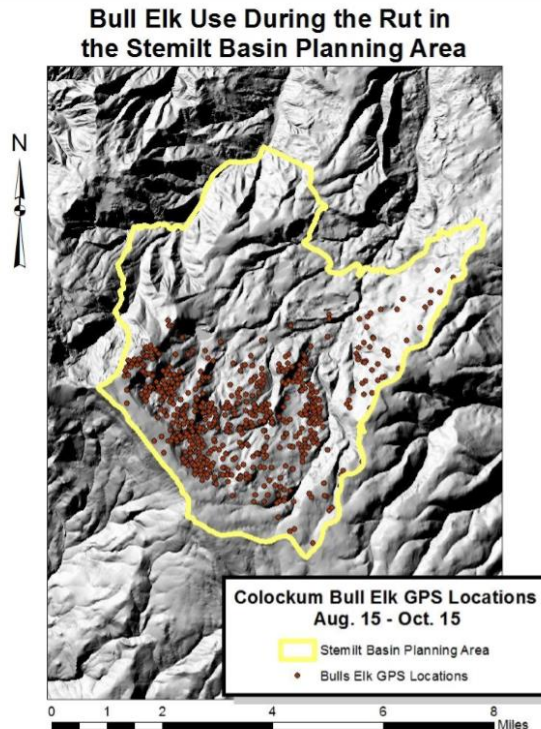 Bull Elk Use During the Rut in
the Stemilt Basin Planning Area
N
Colockum Bull Elk GPS Locations
Aug. 15 - Oct. 15
Stemilt Basin Planning Area
Bulls Elk GPS Locations
0 2 4 6 8
Miles